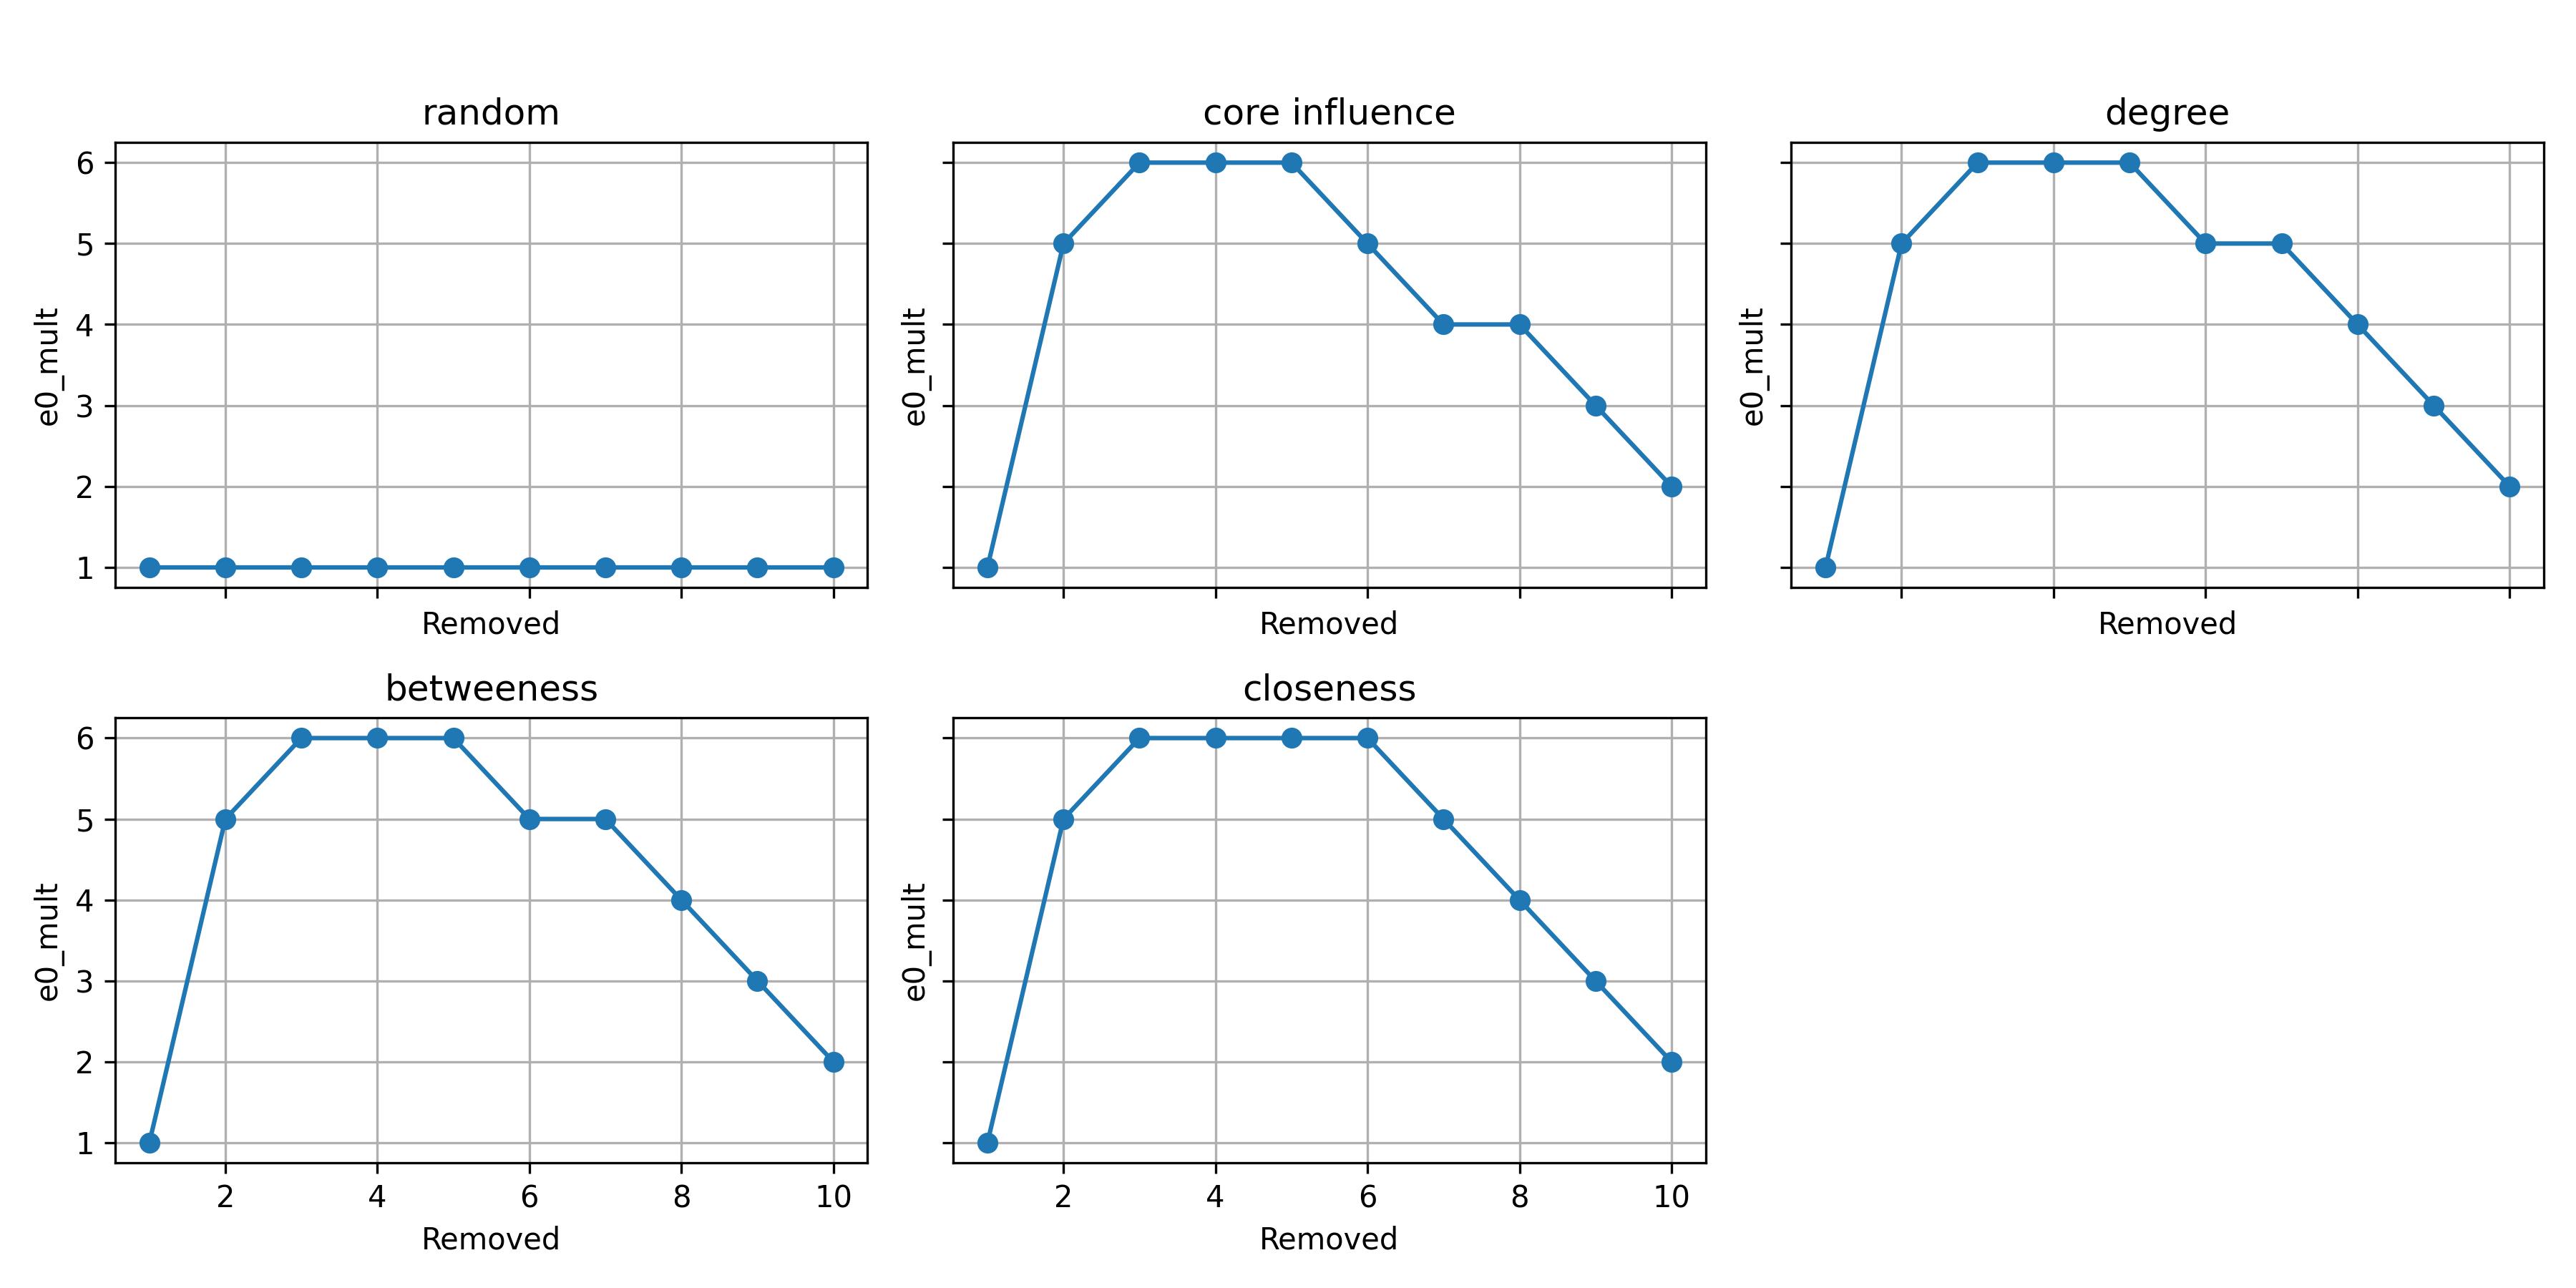 random
core influence
degree
6
5
4
3
2
1
e0_mult
e0_mult
e0_mult
Removed
Removed
Removed
betweeness
closeness
6
5
4
3
2
1
e0_mult
e0_mult
2 4 6 8 10
2 4 6 8 10
Removed
Removed